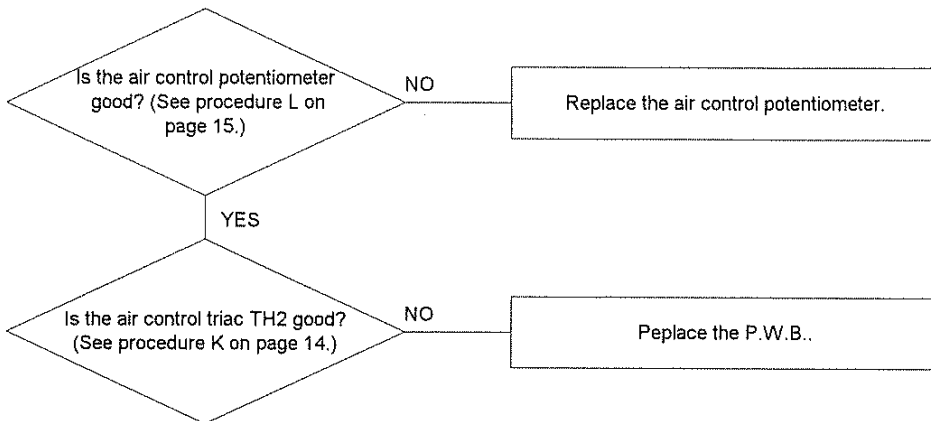 Is the air control potentiometer
good? (See procedure L on
page 15.)
NO
Replace the air control potentiometer.
YES
Is the air control triac TH2 good?
(See procedure K on page 14.)
NO
Peplace the P.W.B..